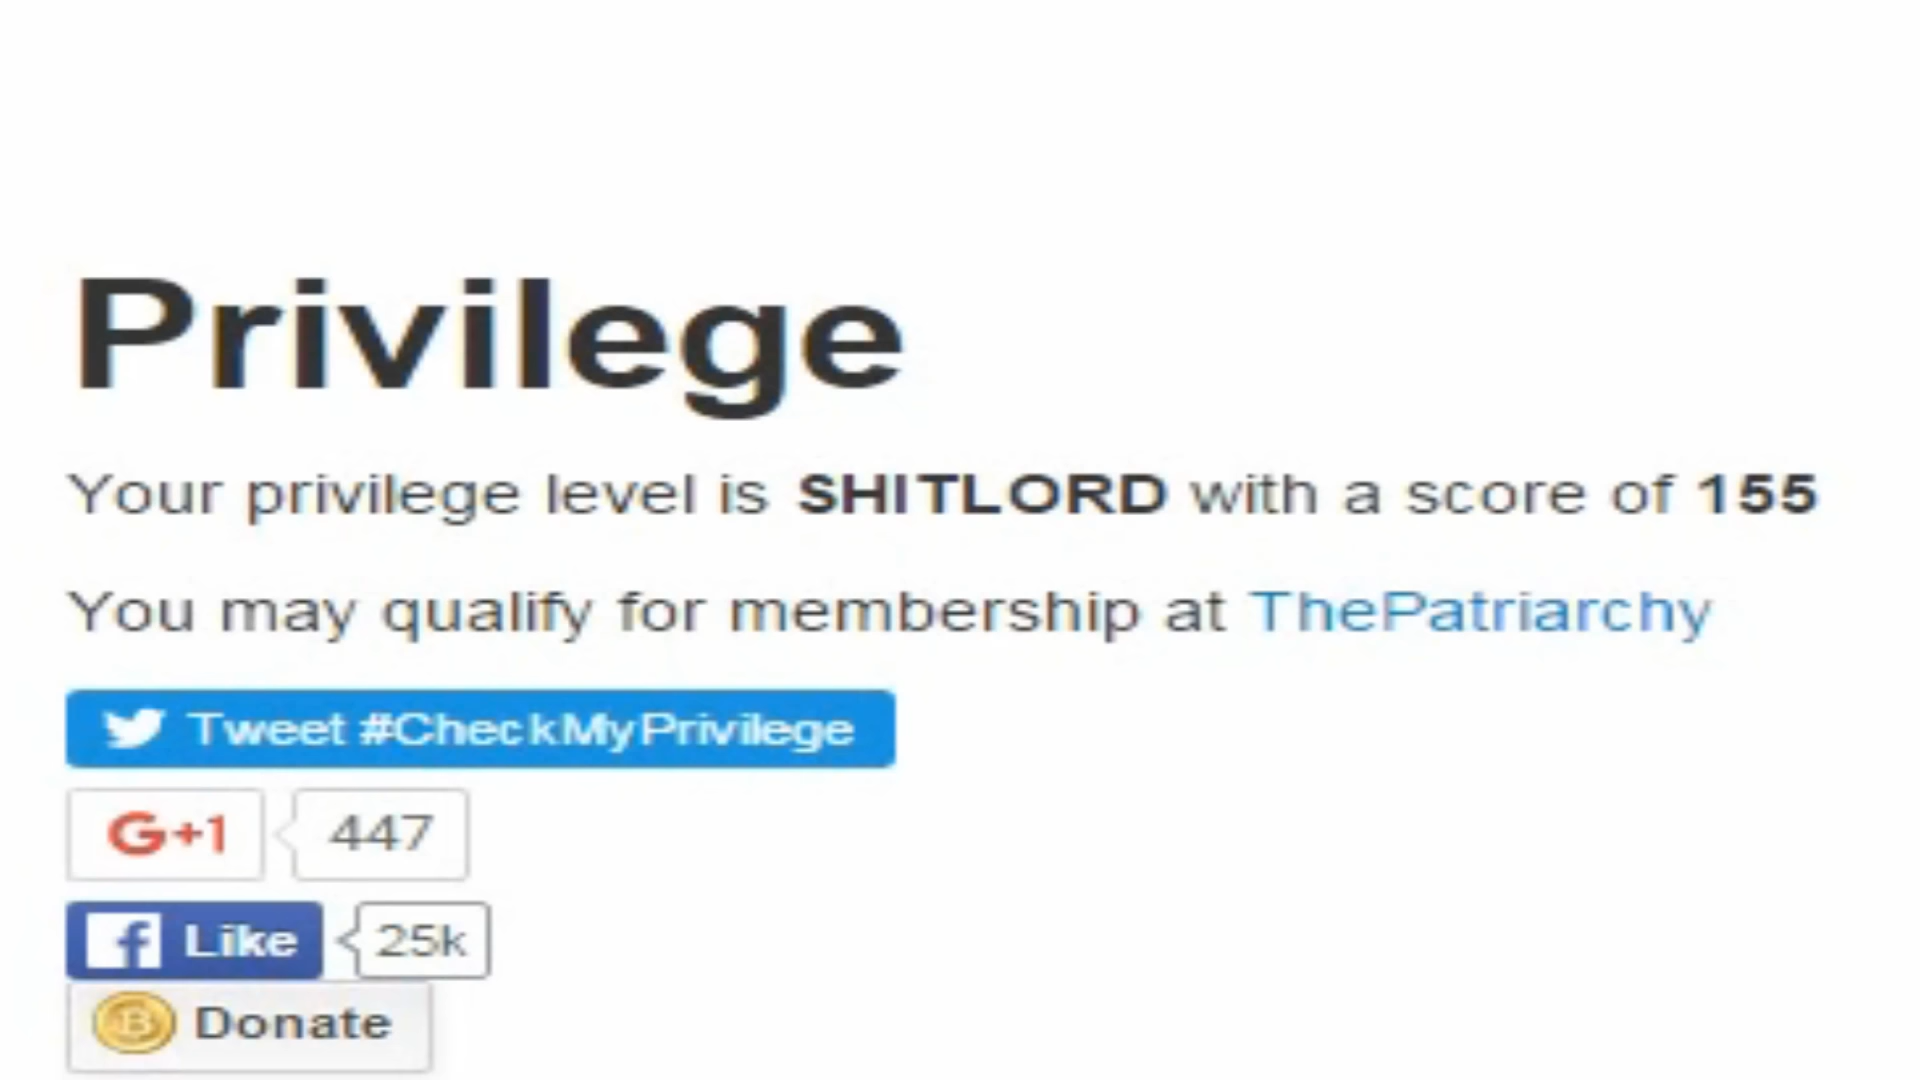 Privilege
Your privilege level is SHITLORD with a score of 155
You may qualify for membership at ThePatriarchy
Tweet #CheckMyPrivilege
G+1 447
f Like 25k
B Donate